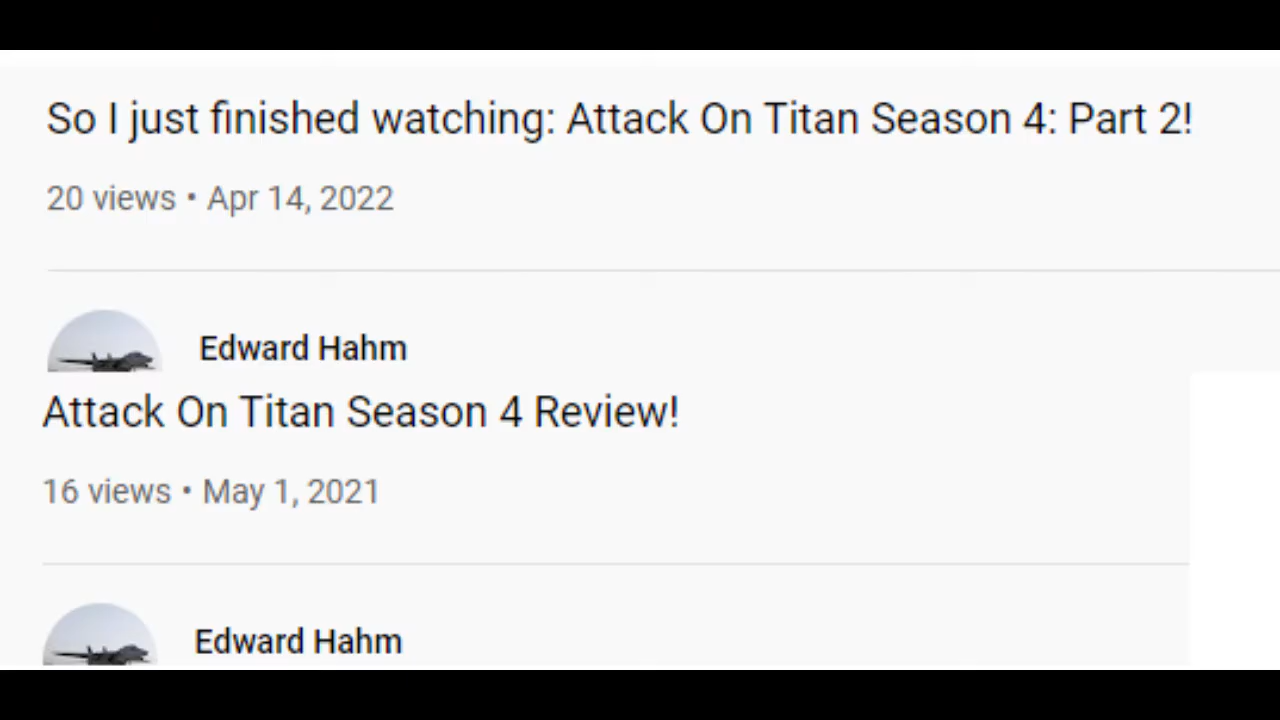 So I just finished watching: Attack On Titan Season 4: Part 2!
20 views • Apr 14, 2022
Edward Hahm
Attack On Titan Season 4 Review!
16 views • May 1, 2021
Edward Hahm